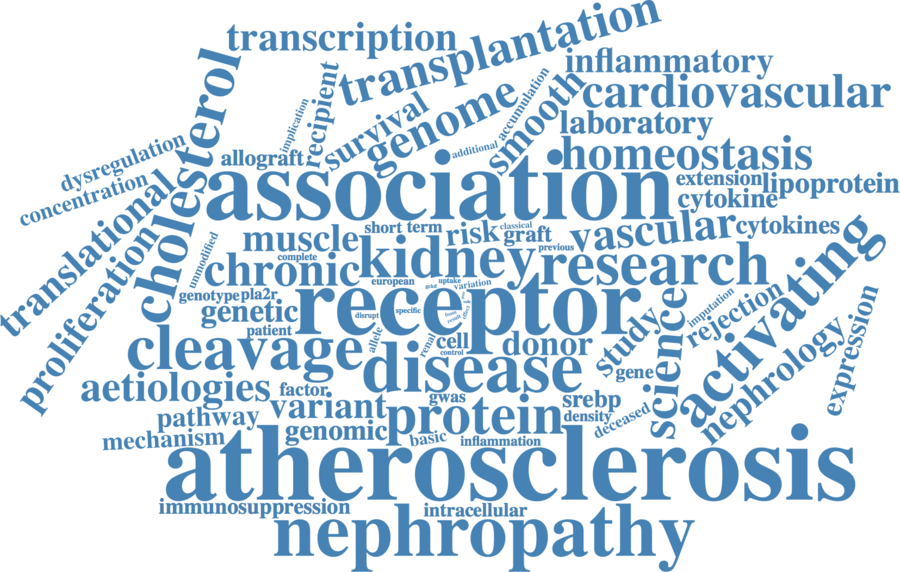 transcription
transplantation
inflammatory
cardiovascular
cholesterol
recipient
implication
survival
genome
smooth
accumulation
laboratory
dysregulation
concentration
allograft
additional
homeostasis
association
extension
lipoprotein
cytokine
translational
proliferation
unmodified
muscle
short term
risk
classical
graft
previous
vascular
cytokines
chronic
complete
kidney
research
activating
european
uptake
gckd
variation
genotype
pla2r
receptor
genetic
patient
disrupt
specific
imputation
rejection
expression
allele
renal
cell
control
donor
study
science
nephrology
cleavage
disease
gene
aetiologies
factor
gwas
srebp
pathway
variant
protein
density
deceased
mechanism
genomic
basic
inflammation
atherosclerosis
immunosuppression
intracellular
nephropathy